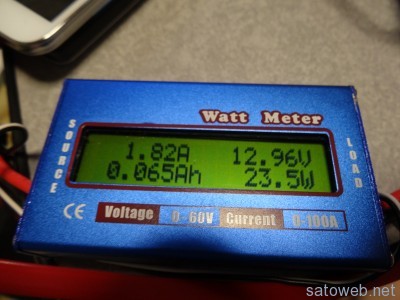 Watt Meter
SOURCE
1.82A 12.96V
0.065Ah 23.5W
LOAD
CE Voltage 0-60V Current 0-100A
satoweb.net